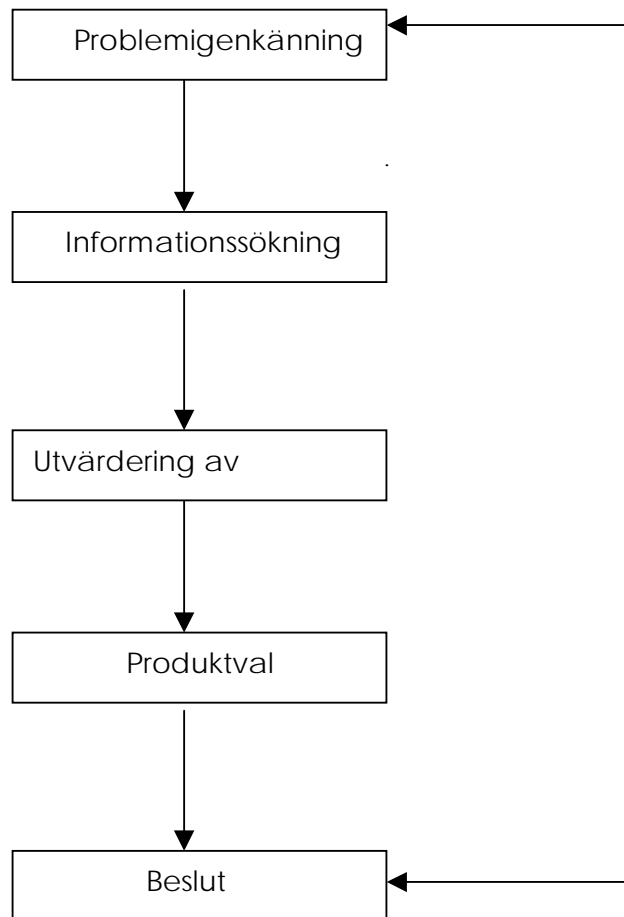 Problemigenkänning
Informationssökning
Utvärdering av
Produktval
Beslut